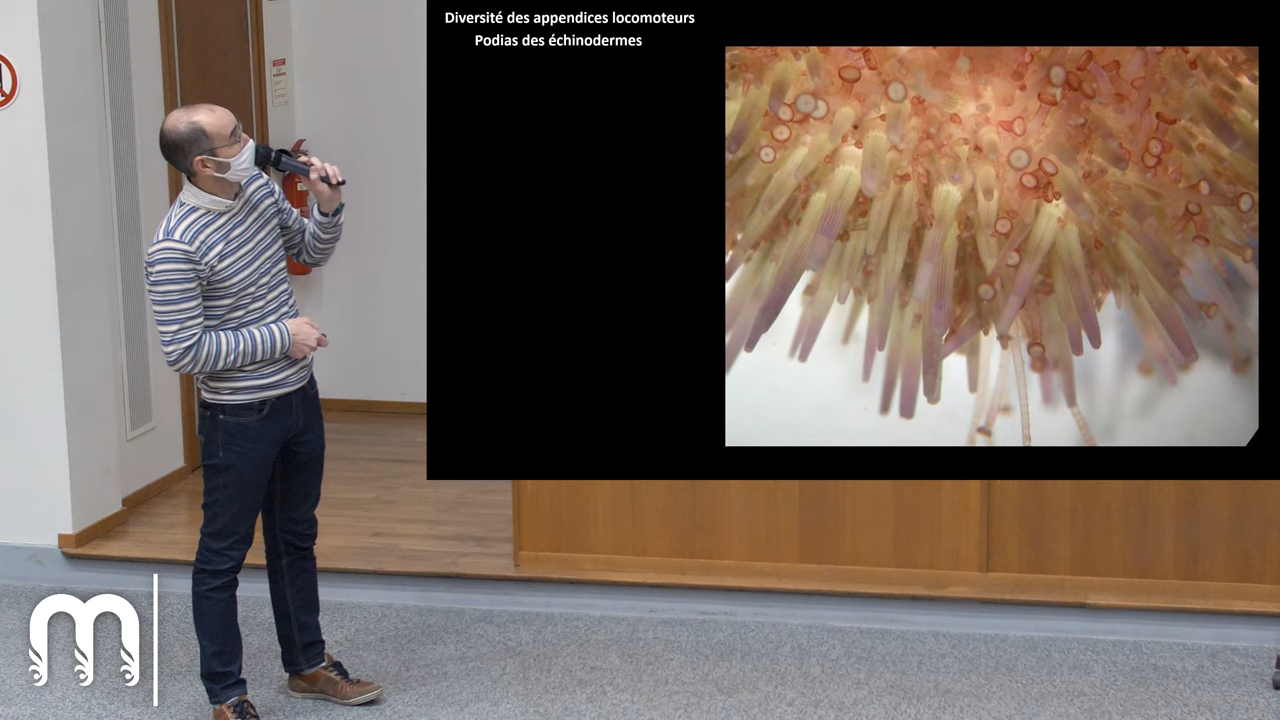 Diversité des appendices locomoteurs
Podias des échinodermes
m